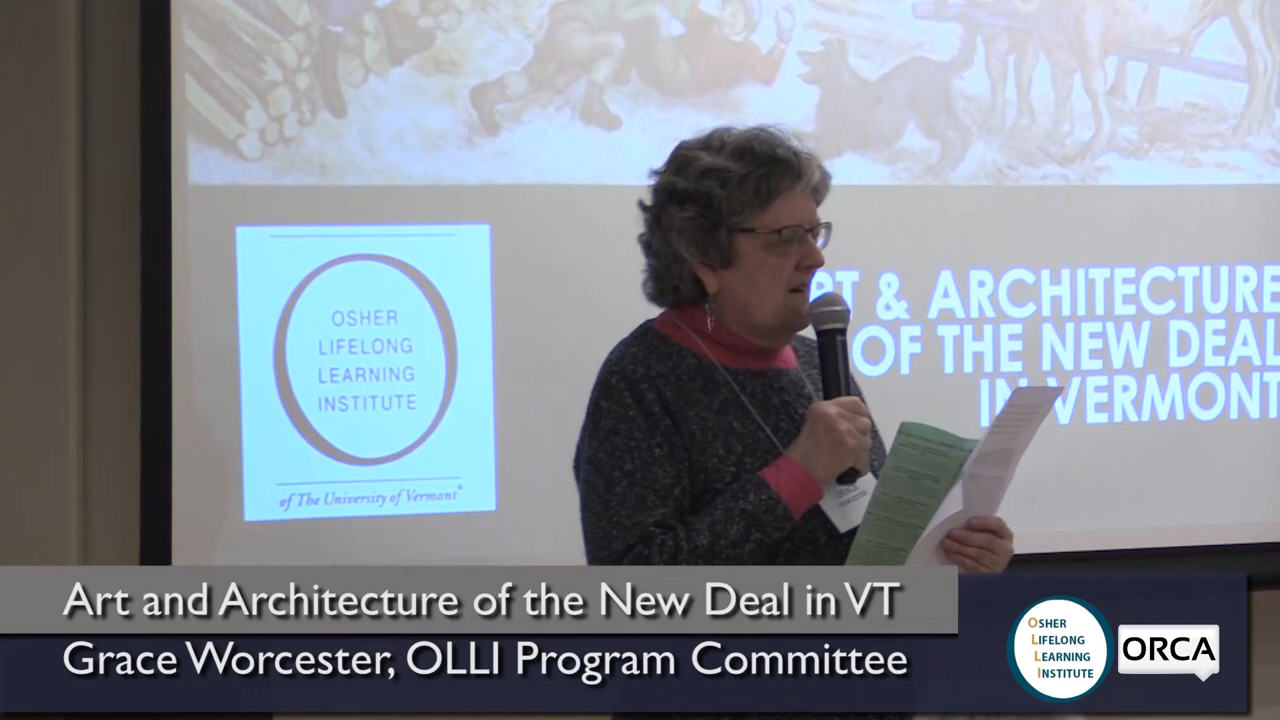 OSHER
LIFELONG
LEARNING
INSTITUTE
of The University of Vermont
& ARCHITECTURE
OF THE NEW DEAL
IN VERMONT
Art and Architecture of the New Deal in VT
Grace Worcester, OLLI Program Committee
OSHER
LIFELONG
LEARNING
INSTITUTE
ORCA